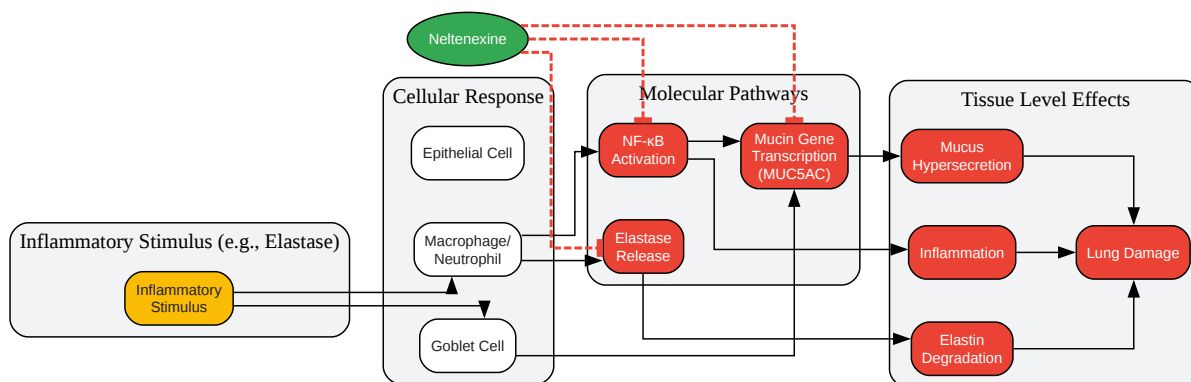 Neltenexine
Cellular Response
Epithelial Cell
Macrophage/
Neutrophil
Goblet Cell
Inflammatory Stimulus (e.g., Elastase)
Inflammatory
Stimulus
Molecular Pathways
NF-κB
Activation
Mucin Gene
Transcription
(MUC5AC)
Elastase
Release
Tissue Level Effects
Mucus
Hypersecretion
Inflammation
Lung Damage
Elastin
Degradation